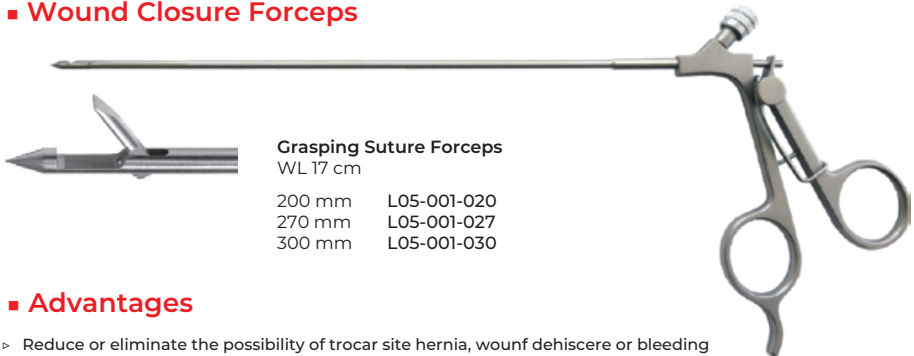 Wound Closure Forceps
Grasping Suture Forceps
WL 17 cm
200 mm L05-001-020
270 mm L05-001-027
300 mm L05-001-030
Advantages
Reduce or eliminate the possibility of trocar site hernia, wounf dehiscere or bleeding